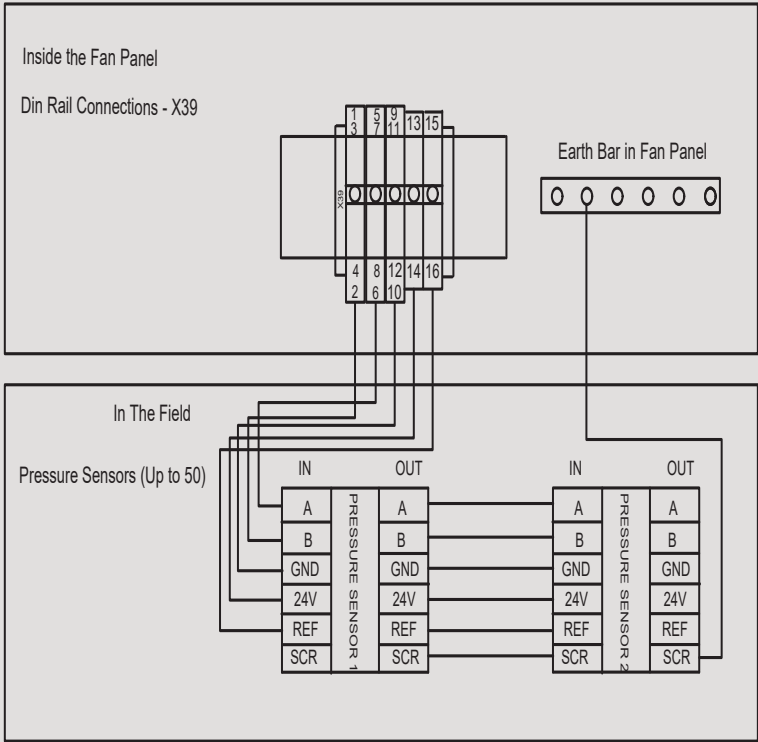 Inside the Fan Panel
Din Rail Connections - X39
1 5 9
3 7 11 13 15
Earth Bar in Fan Panel
X39
4 8 12 14 16
2 6 10
In The Field
Pressure Sensors (Up to 50)
IN OUT IN OUT
A A A A
B B B B
GND GND GND GND
24V 24V 24V 24V
REF REF REF REF
SCR SCR SCR SCR
PRESSURE SENSOR 1
PRESSURE SENSOR 2